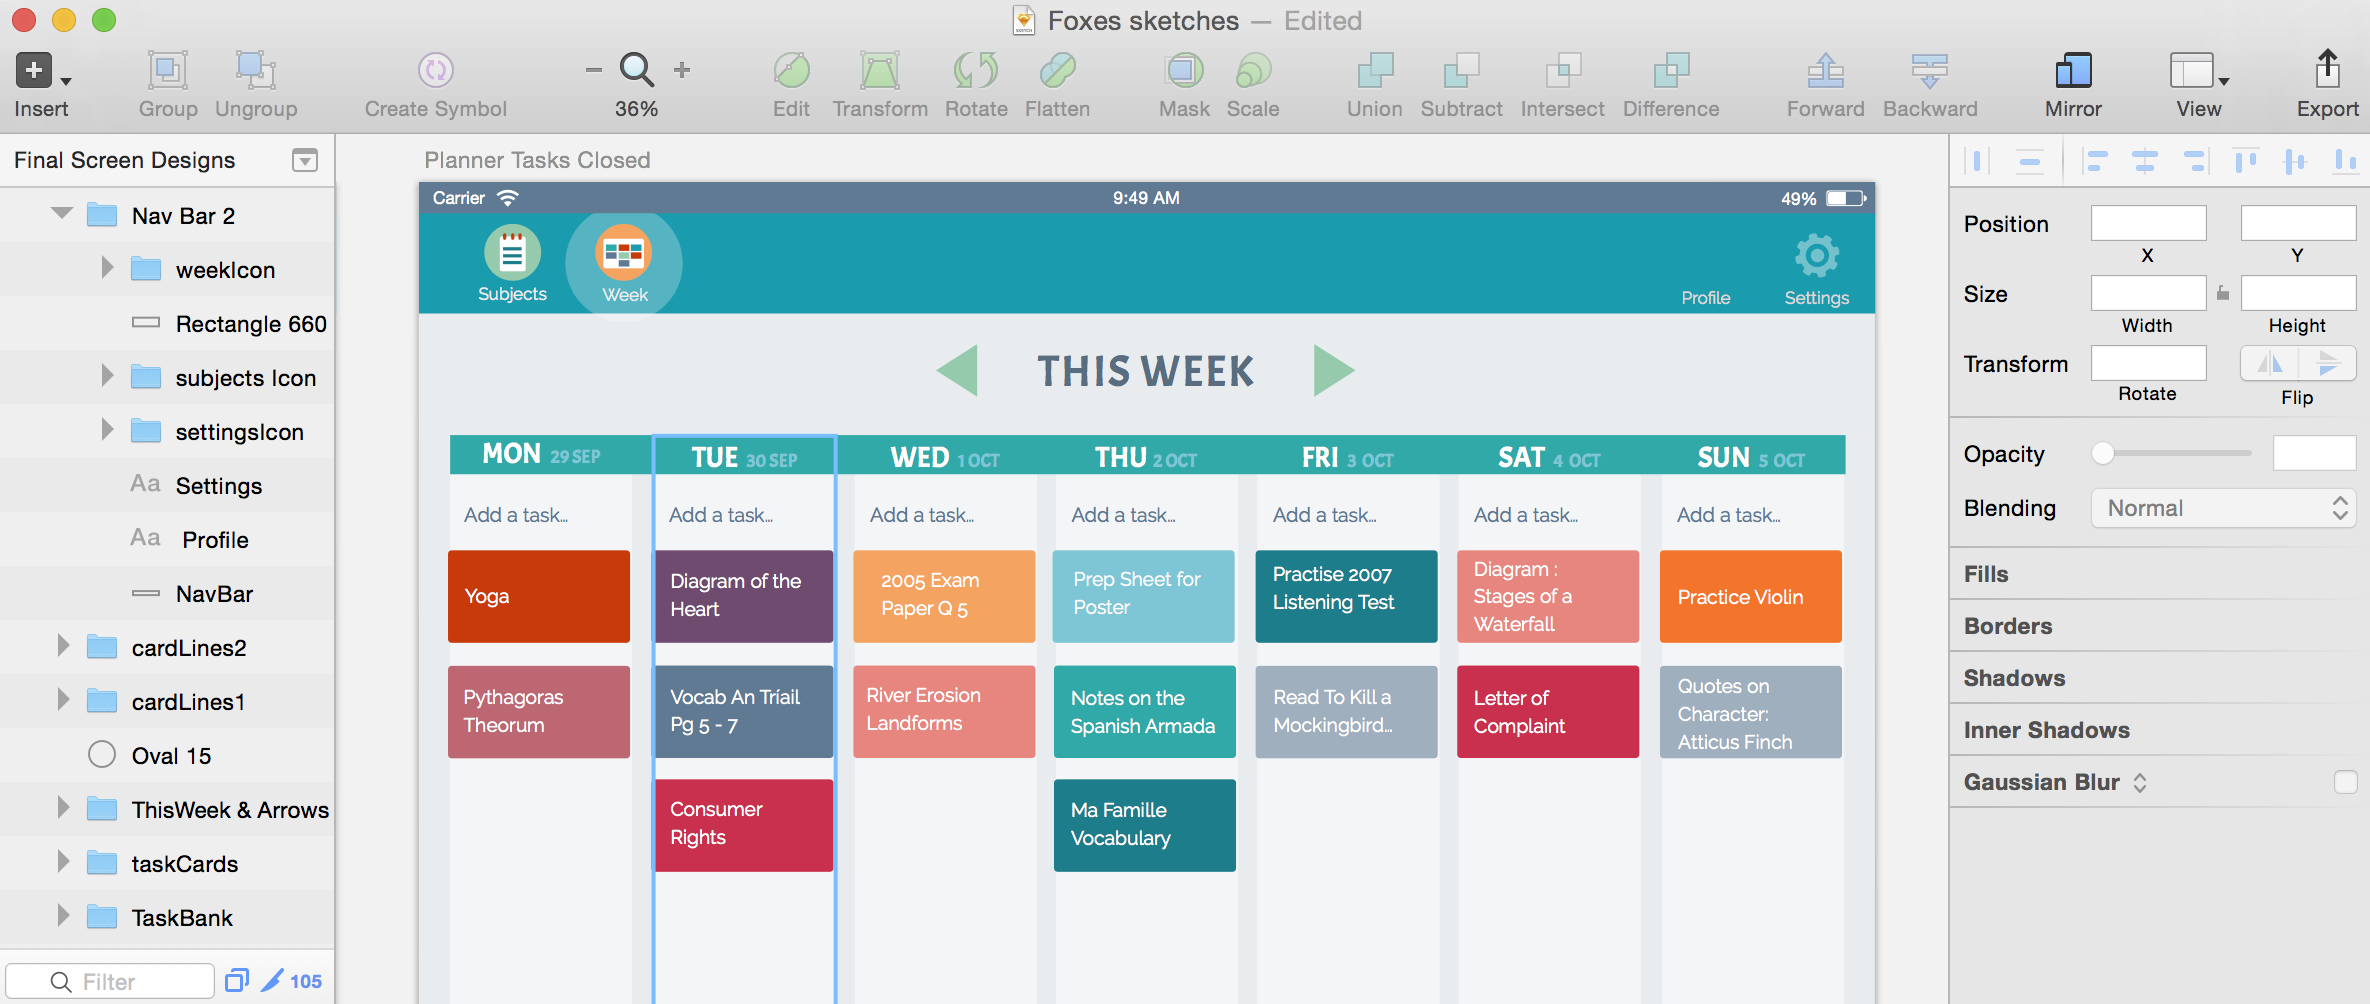 Foxes sketches — Edited
Insert
Group
Ungroup
Create Symbol
36%
Edit
Transform
Rotate
Flatten
Mask
Scale
Union
Subtract
Intersect
Difference
Forward
Backward
Mirror
View
Export
Final Screen Designs
Nav Bar 2
weekIcon
Rectangle 660
subjects Icon
settingsIcon
Aa Settings
Aa Profile
NavBar
cardLines2
cardLines1
Oval 15
ThisWeek & Arrows
taskCards
TaskBank
Filter
105
Planner Tasks Closed
Carrier
9:49 AM
49%
Subjects
Week
Profile
Settings
THIS WEEK
MON 29 SEP
TUE 30 SEP
WED 1 OCT
THU 2 OCT
FRI 3 OCT
SAT 4 OCT
SUN 5 OCT
Add a task...
Add a task...
Add a task...
Add a task...
Add a task...
Add a task...
Add a task...
Yoga
Diagram of the
Heart
2005 Exam
Paper Q 5
Prep Sheet for
Poster
Practise 2007
Listening Test
Diagram :
Stages of a
Waterfall
Practice Violin
Pythagoras
Theorum
Vocab An Tríail
Pg 5 - 7
River Erosion
Landforms
Notes on the
Spanish Armada
Read To Kill a
Mockingbird...
Letter of
Complaint
Quotes on
Character:
Atticus Finch
Consumer
Rights
Ma Famille
Vocabulary
Position
X
Y
Size
Width
Height
Transform
Rotate
Flip
Opacity
Blending
Normal
Fills
Borders
Shadows
Inner Shadows
Gaussian Blur